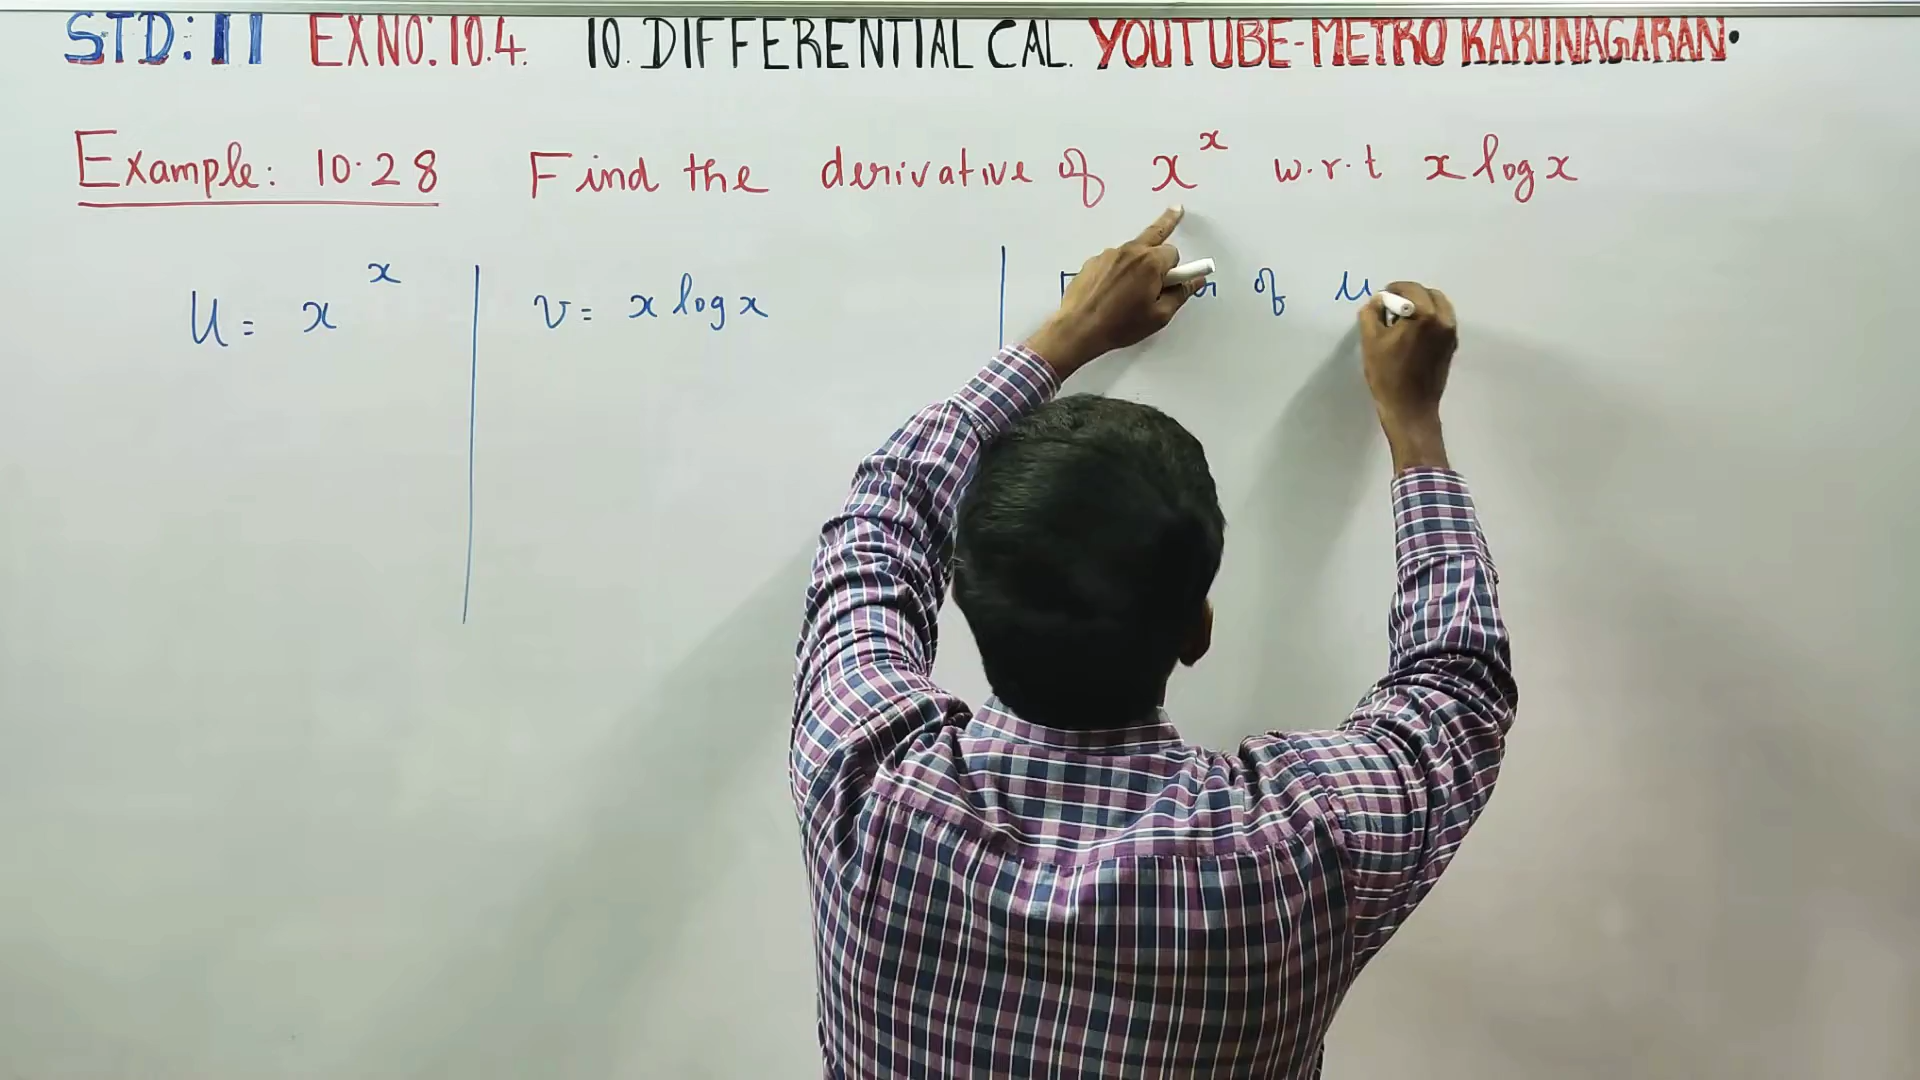 STD: 11 EXNO: 10.4. 10. DIFFERENTIAL CAL. YOUTUBE-METRO KARUNAGARAN.
Example: 10.28 Find the derivative of x^x w.r.t x log x
u = x^x
v = x log x
of u